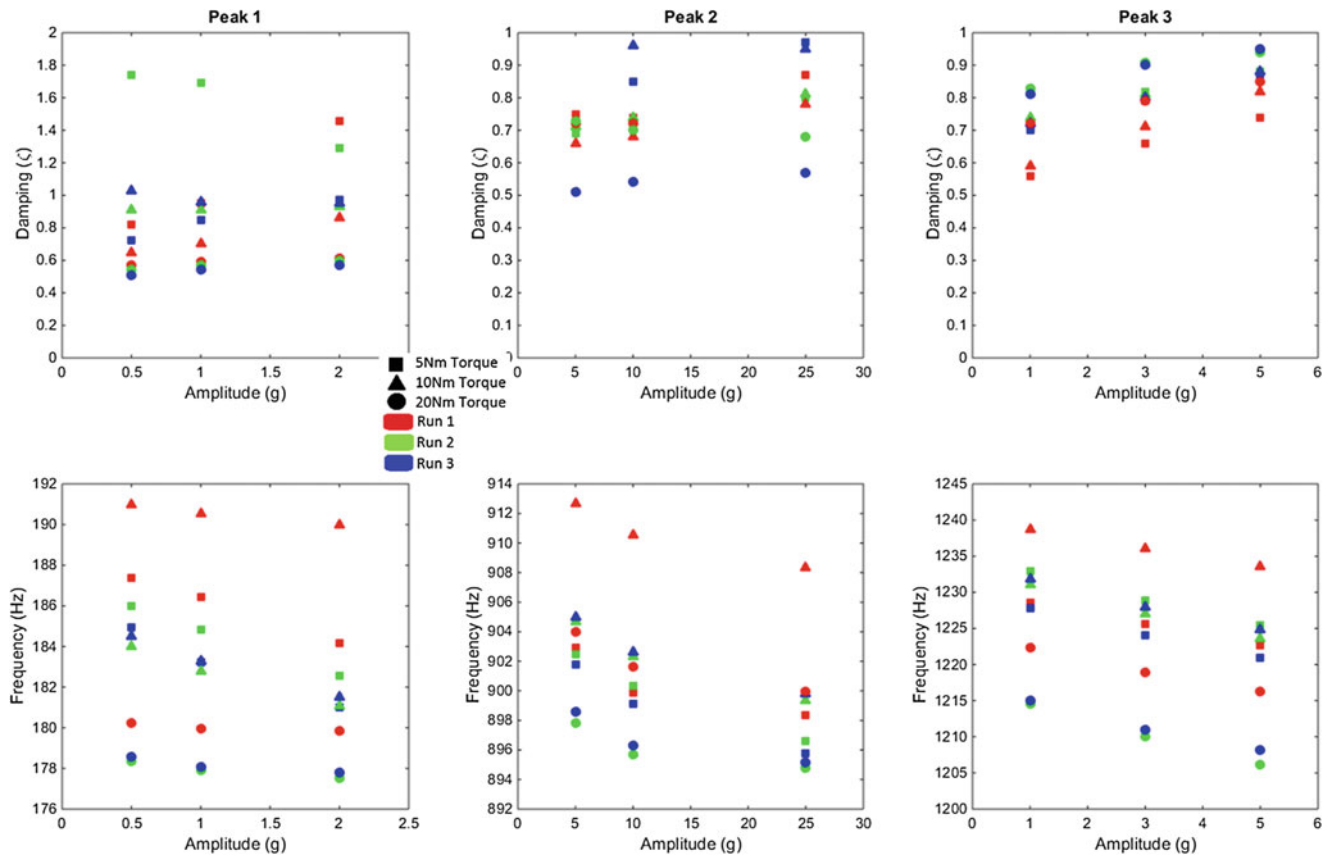 Peak 1
Peak 2
Peak 3
2
1.8
1.6
1.4
1.2
1
0.8
0.6
0.4
0.2
0
Damping (ζ)
0 0.5 1 1.5 2 2.5
Amplitude (g)
1
0.9
0.8
0.7
0.6
0.5
0.4
0.3
0.2
0.1
0
Damping (ζ)
0 5 10 15 20 25 30
Amplitude (g)
1
0.9
0.8
0.7
0.6
0.5
0.4
0.3
0.2
0.1
0
Damping (ζ)
0 1 2 3 4 5 6
Amplitude (g)
5Nm Torque
10Nm Torque
20Nm Torque
Run 1
Run 2
Run 3
192
190
188
186
184
182
180
178
176
Frequency (Hz)
0 0.5 1 1.5 2 2.5
Amplitude (g)
914
912
910
908
906
904
902
900
898
896
894
892
Frequency (Hz)
0 5 10 15 20 25 30
Amplitude (g)
1245
1240
1235
1230
1225
1220
1215
1210
1205
1200
Frequency (Hz)
0 1 2 3 4 5 6
Amplitude (g)